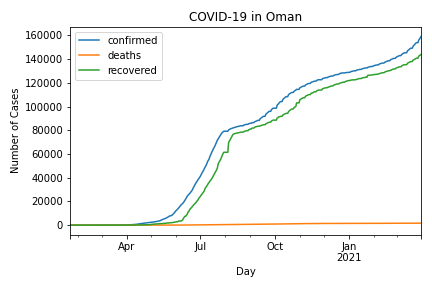 COVID-19 in Oman
confirmed
deaths
recovered
Number of Cases
160000
140000
120000
100000
80000
60000
40000
20000
0
Apr
Jul
Oct
Jan
2021
Day